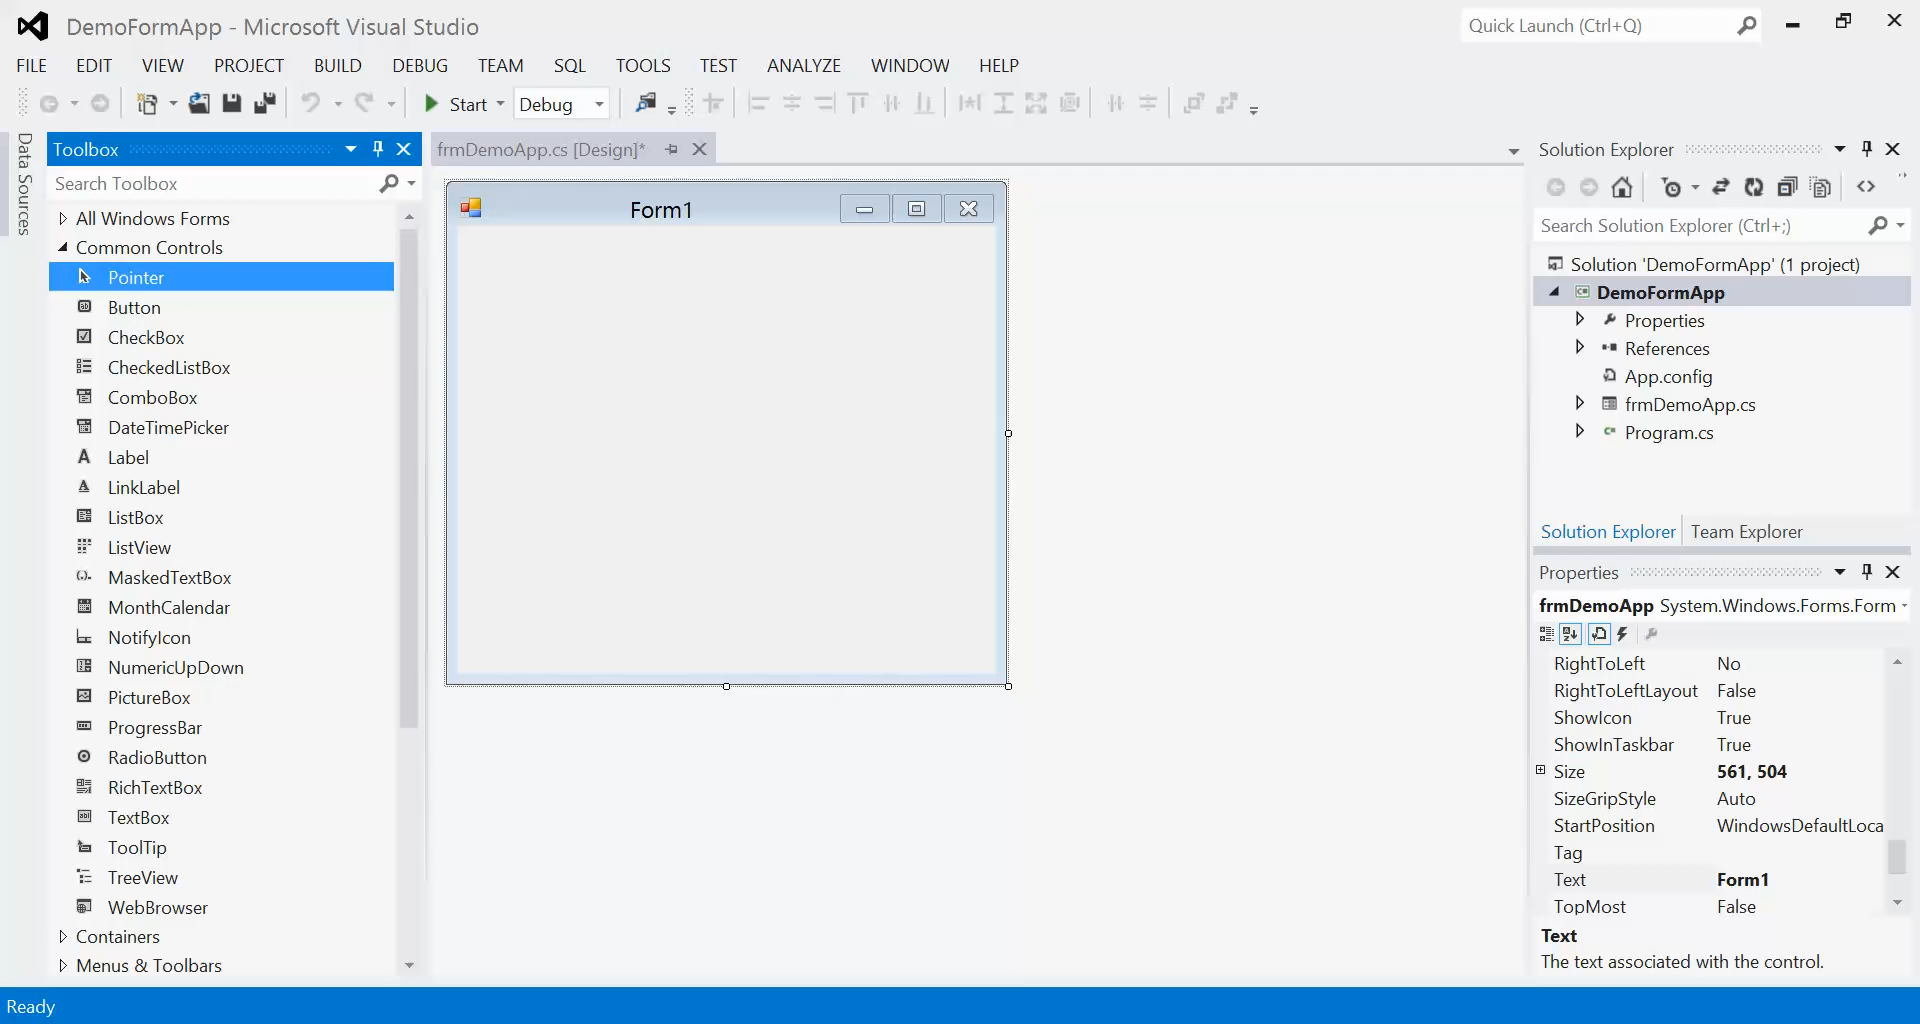 DemoFormApp - Microsoft Visual Studio
Quick Launch (Ctrl+Q)
FILE EDIT VIEW PROJECT BUILD DEBUG TEAM SQL TOOLS TEST ANALYZE WINDOW HELP
Start Debug
Data Sources
Toolbox
Search Toolbox
All Windows Forms
Common Controls
Pointer
Button
CheckBox
CheckedListBox
ComboBox
DateTimePicker
Label
LinkLabel
ListBox
ListView
MaskedTextBox
MonthCalendar
NotifyIcon
NumericUpDown
PictureBox
ProgressBar
RadioButton
RichTextBox
TextBox
ToolTip
TreeView
WebBrowser
Containers
Menus & Toolbars
frmDemoApp.cs [Design]*
Form1
Solution Explorer
Search Solution Explorer (Ctrl+;)
Solution 'DemoFormApp' (1 project)
DemoFormApp
Properties
References
App.config
frmDemoApp.cs
Program.cs
Solution Explorer Team Explorer
Properties
frmDemoApp System.Windows.Forms.Form
RightToLeft No
RightToLeftLayout False
ShowIcon True
ShowInTaskbar True
Size 561, 504
SizeGripStyle Auto
StartPosition WindowsDefaultLoca
Tag
Text Form1
TopMost False
Text
The text associated with the control.
Ready